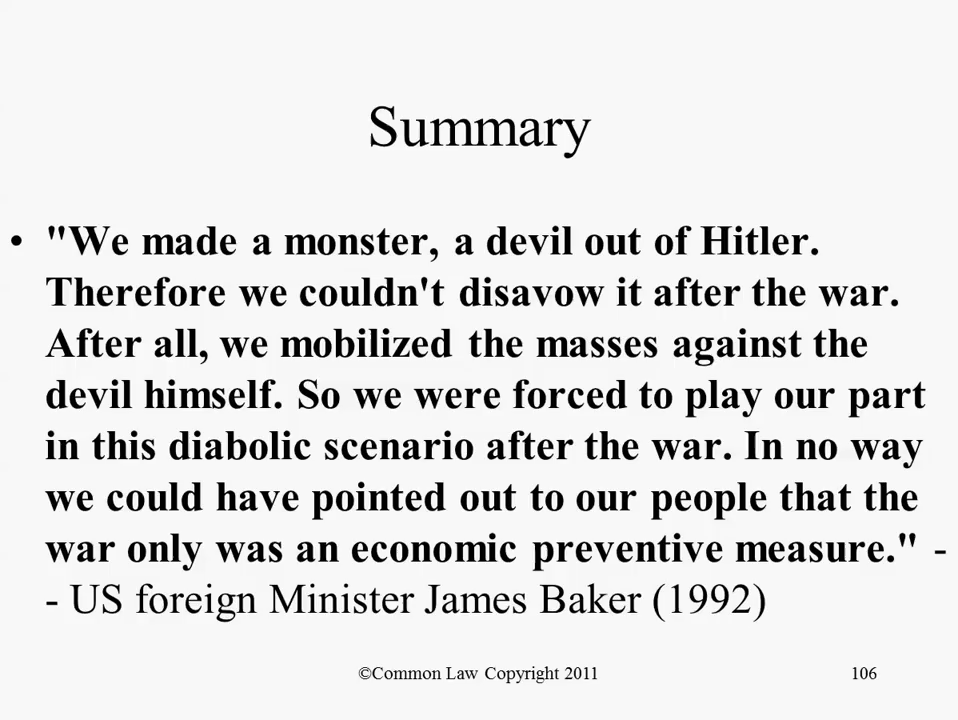 Summary
• "We made a monster, a devil out of Hitler.
Therefore we couldn't disavow it after the war.
After all, we mobilized the masses against the
devil himself. So we were forced to play our part
in this diabolic scenario after the war. In no way
we could have pointed out to our people that the
war only was an economic preventive measure." -
- US foreign Minister James Baker (1992)
©Common Law Copyright 2011 106